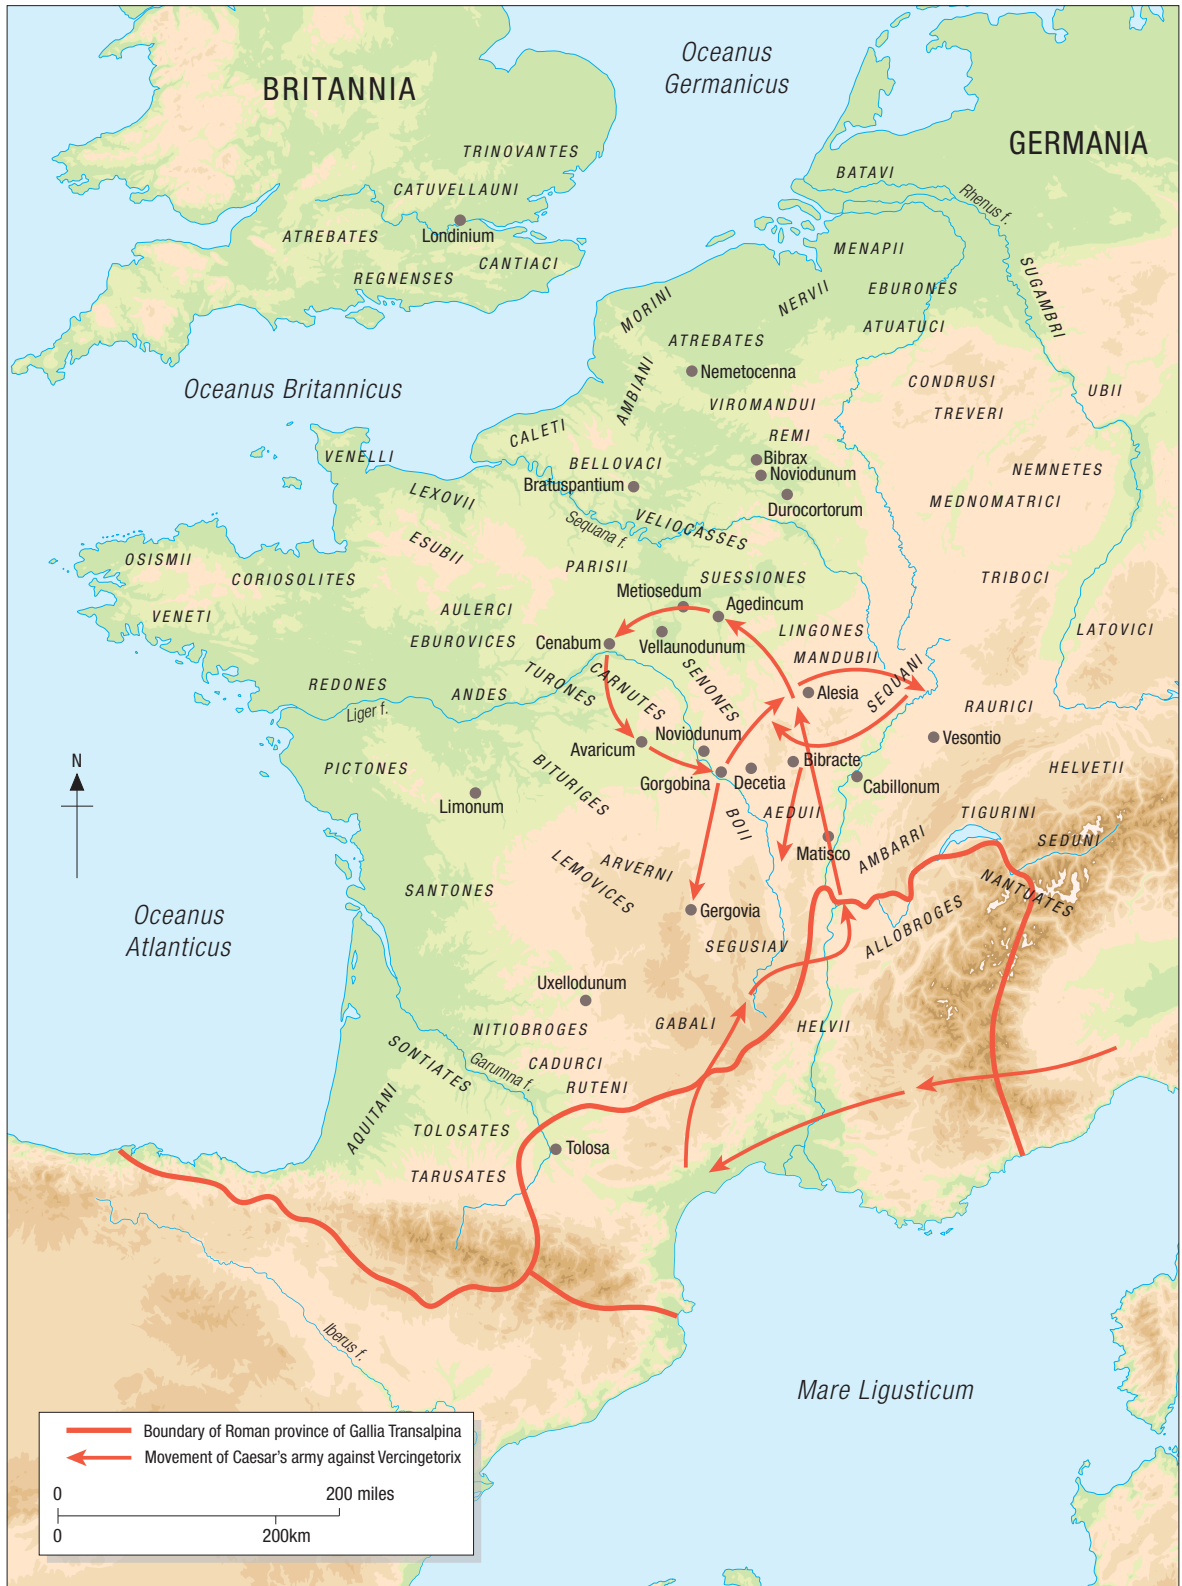 Oceanus
Germanicus
BRITANNIA
GERMANIA
TRINOVANTES
BATAVI
CATUVELLAUNI
Rhenus f.
Londinium
ATREBATES
MENAPII
CANTIACI
REGNENSES
SUGAMBRI
NERVII
EBURONES
MORINI
ATUATUCI
ATREBATES
Nemetocenna
Oceanus Britannicus
AMBIANI
CONDRUSI
UBII
VIROMANDUI
TREVERI
CALETI
REMI
VENELLI
BELLOVACI
Bibrax
NEMNETES
Noviodunum
Bratuspantium
LEXOVII
MEDNOMATRICI
Durocortorum
Sequana f.
VELIOCASSES
ESUBII
OSISMII
PARISII
CORIOSOLITES
SUESSIONES
TRIBOCI
Metiosedum
Agedincum
VENETI
AULERCI
LINGONES
LATOVICI
EBUROVICES
Cenabum
Vellaunodunum
MANDUBII
TURONES
CARNUTES
SENONES
SEQUANI
REDONES
ANDES
Alesia
Liger f.
RAURICI
Noviodunum
Vesontio
Avaricum
N
PICTONES
BITURIGES
Bibracte
HELVETII
Gorgobina
Decetia
Cabillonum
Limonum
BOII
AEDUII
TIGURINI
SEDUNI
Matisco
AMBARRI
LEMOVICES
ARVERNI
NANTUATES
SANTONES
Oceanus
Atlanticus
Gergovia
ALLOBROGES
SEGUSIAV
Uxellodunum
NITIOBROGES
GABALI
HELVII
SONTIATES
Garumna f.
CADURCI
RUTENI
AQUITANI
TOLOSATES
Tolosa
TARUSATES
Iberus f.
Mare Ligusticum
Boundary of Roman province of Gallia Transalpina
Movement of Caesar's army against Vercingetorix
0 200 miles
0 200km